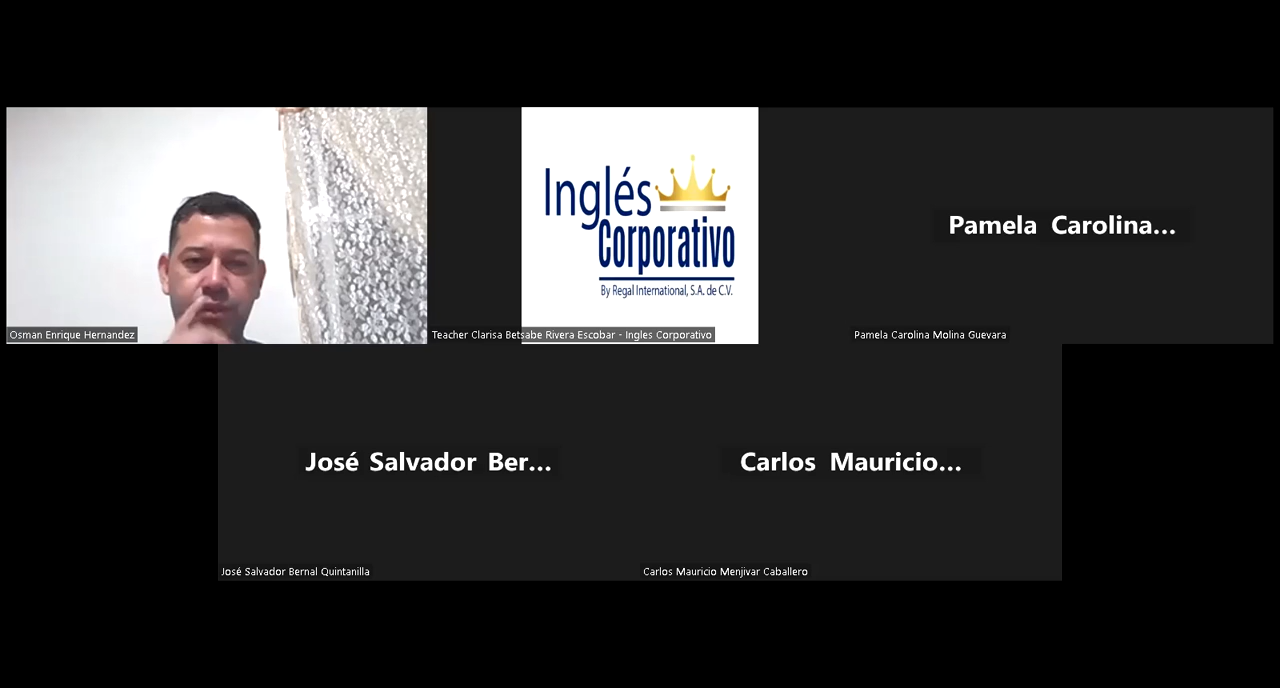 Inglés
Corporativo
By Regal International, S.A. de C.V.
Pamela Carolina...
Osman Enrique Hernandez
Teacher Clarisa Betsabe Rivera Escobar - Ingles Corporativo
Pamela Carolina Molina Guevara
José Salvador Ber...
Carlos Mauricio...
José Salvador Bernal Quintanilla
Carlos Mauricio Menjivar Caballero